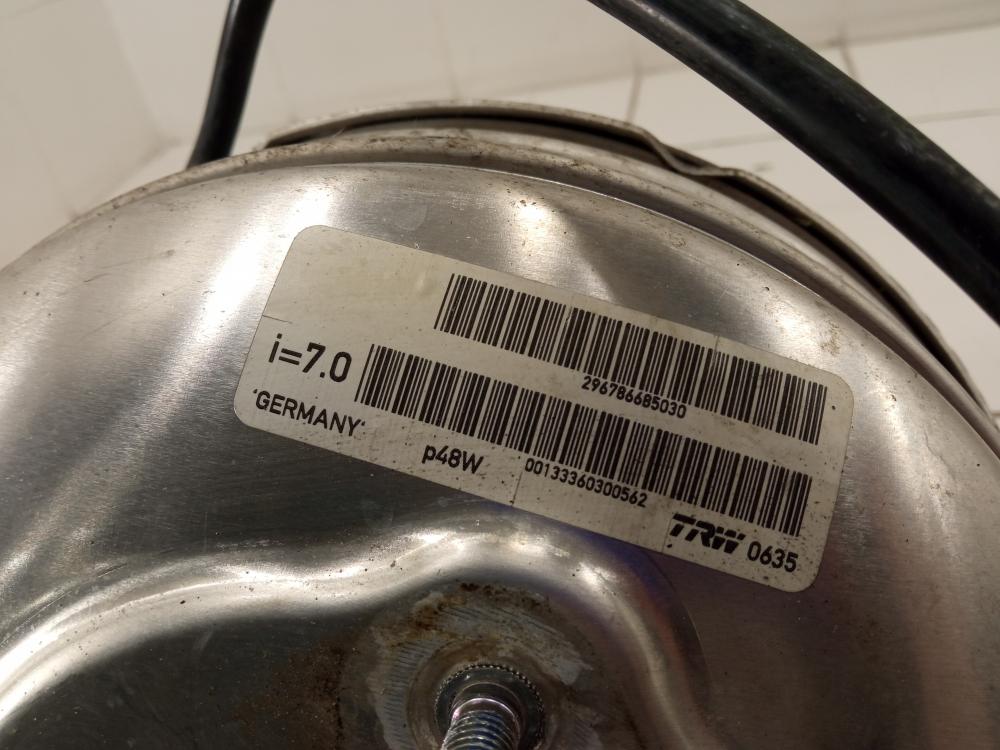 296786685030
i=7.0
'GERMANY'
p48W
00133360300562
TRW 0635